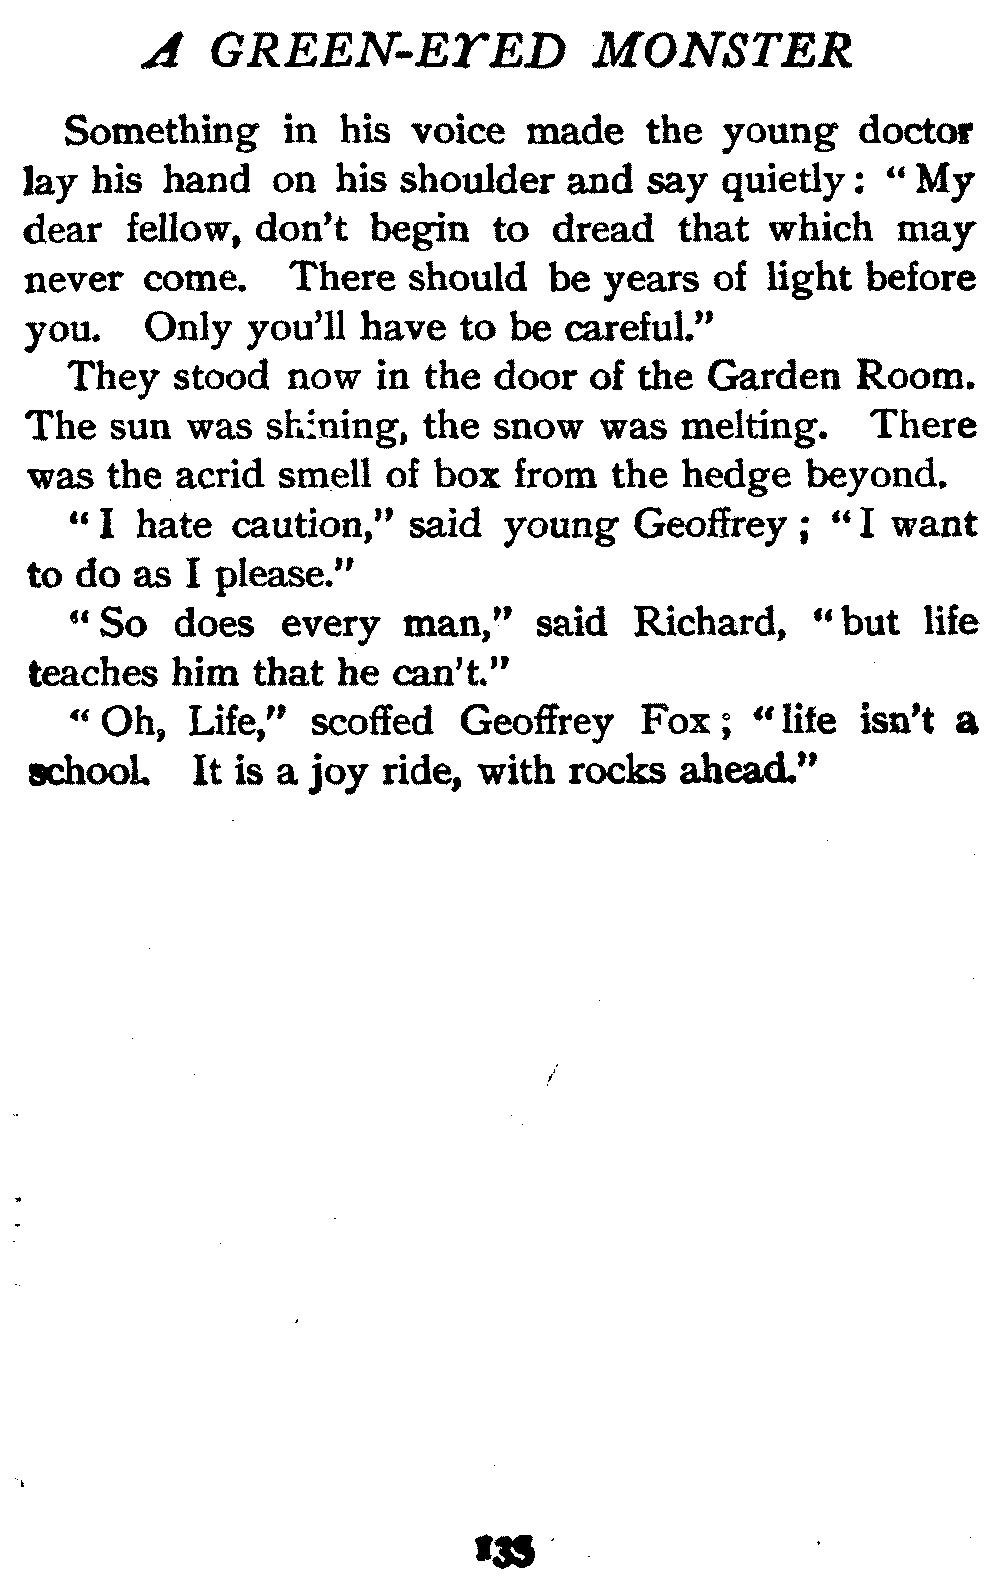 A GREEN-EYED MONSTER
Something in his voice made the young doctor
lay his hand on his shoulder and say quietly: “My
dear fellow, don't begin to dread that which may
never come. There should be years of light before
you. Only you'll have to be careful.”
They stood now in the door of the Garden Room.
The sun was shining, the snow was melting. There
was the acrid smell of box from the hedge beyond.
“I hate caution,” said young Geoffrey; “I want
to do as I please.”
“So does every man,” said Richard, “but life
teaches him that he can't.”
“Oh, Life,” scoffed Geoffrey Fox; “life isn't a
school. It is a joy ride, with rocks ahead.”
135